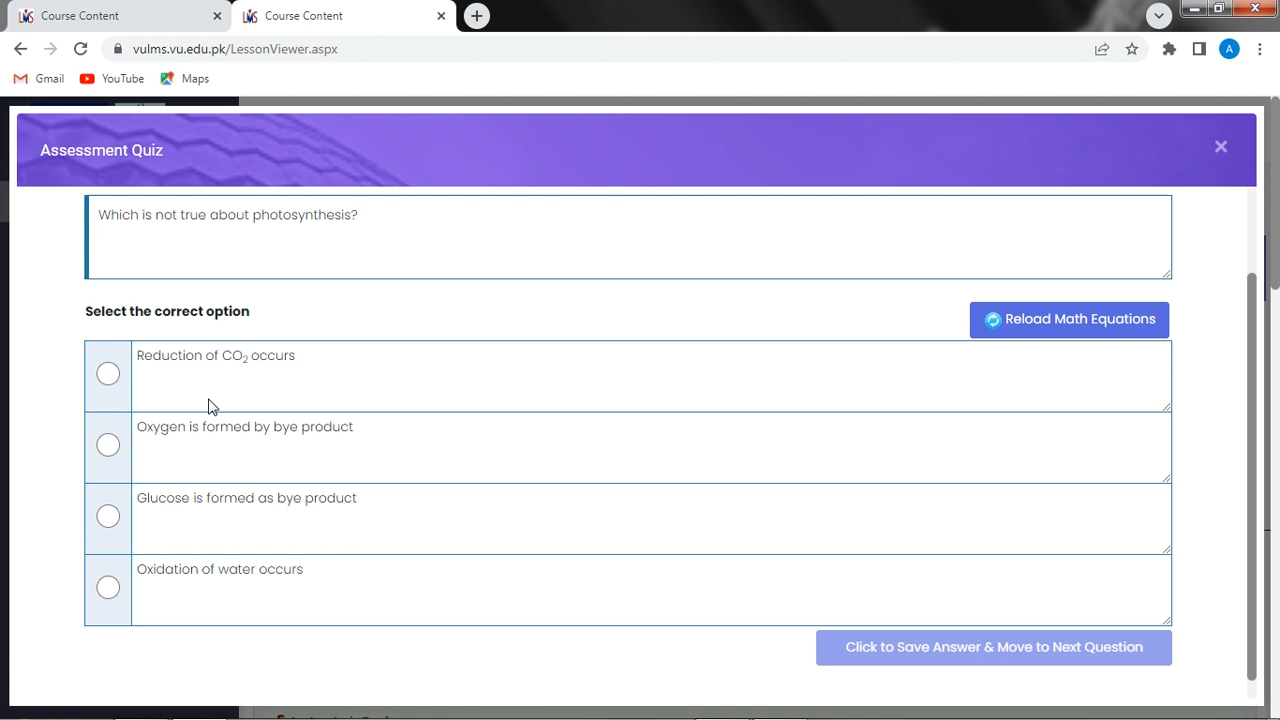 Course Content
Course Content
vulms.vu.edu.pk/LessonViewer.aspx
A
Gmail
YouTube
Maps
Assessment Quiz
Which is not true about photosynthesis?
Select the correct option
Reload Math Equations
Reduction of CO₂ occurs
Oxygen is formed by bye product
Glucose is formed as bye product
Oxidation of water occurs
Click to Save Answer & Move to Next Question